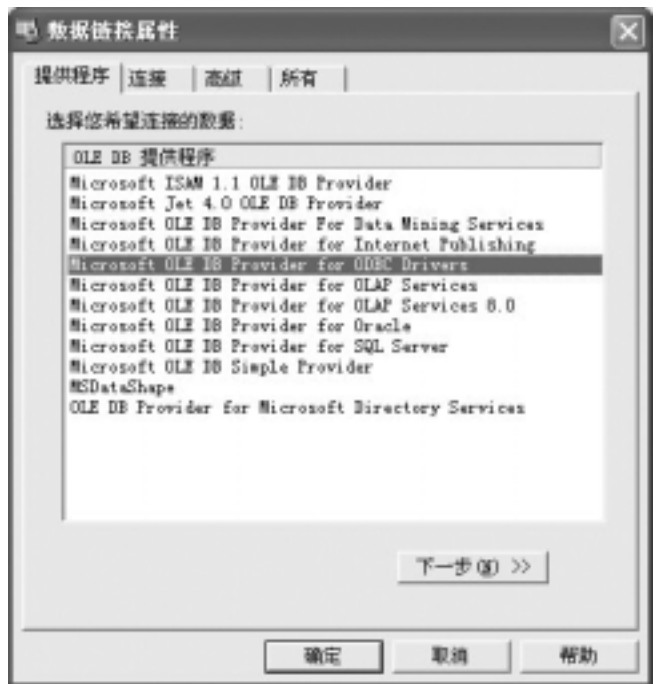 数据链接属性
提供程序 连接 高级 所有
选择您希望连接的数据:
OLE DB 提供程序
Microsoft ISAM 1.1 OLE DB Provider
Microsoft Jet 4.0 OLE DB Provider
Microsoft OLE DB Provider For Data Mining Services
Microsoft OLE DB Provider for Internet Publishing
Microsoft OLE DB Provider for ODBC Drivers
Microsoft OLE DB Provider for OLAP Services
Microsoft OLE DB Provider for OLAP Services 8.0
Microsoft OLE DB Provider for Oracle
Microsoft OLE DB Provider for SQL Server
Microsoft OLE DB Simple Provider
MSDataShape
OLE DB Provider for Microsoft Directory Services
下一步(N) >>
确定 取消 帮助